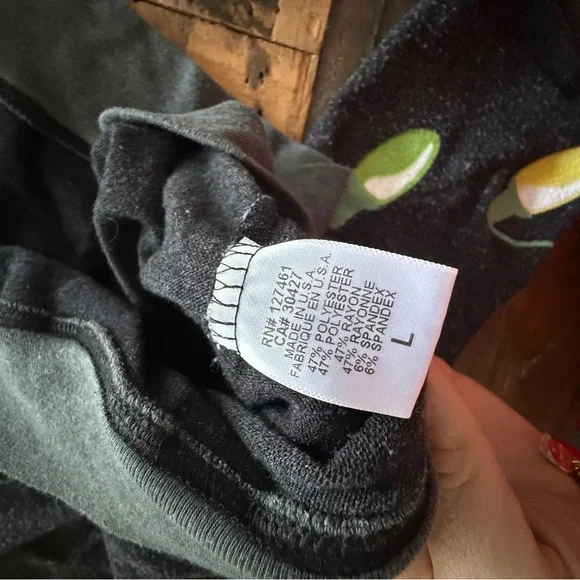 RN# 127461
CA# 30427
MADE IN U.S.A.
FABRIQUE EN U.S.A.
47% POLYESTER
47% POLYESTER
47% RAYON
47% RAYONNE
6% SPANDEX
6% SPANDEX
L